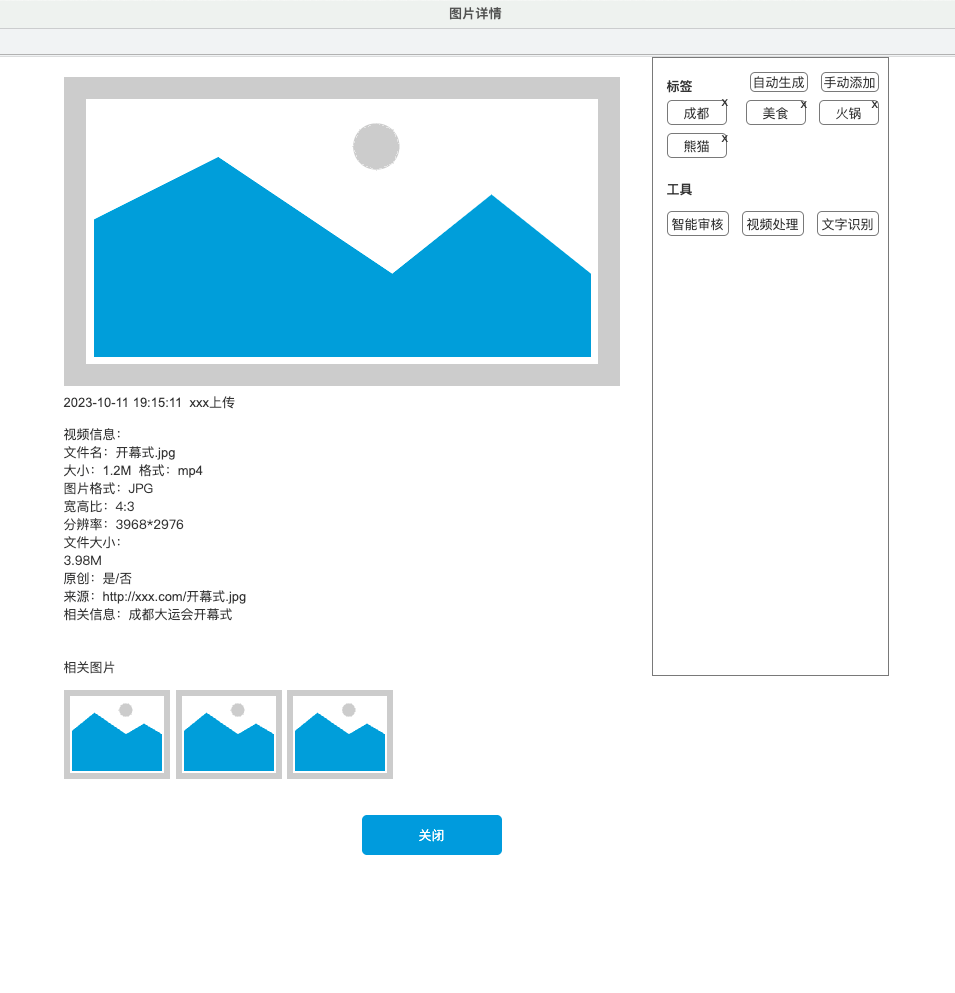 图片详情
2023-10-11 19:15:11 xxx上传
视频信息：
文件名：开幕式.jpg
大小：1.2M 格式：mp4
图片格式：JPG
宽高比：4:3
分辨率：3968*2976
文件大小：
3.98M
原创：是/否
来源：http://xxx.com/开幕式.jpg
相关信息：成都大运会开幕式
相关图片
关闭
标签 自动生成 手动添加
成都 x 美食 x 火锅 x
熊猫 x
工具
智能审核 视频处理 文字识别